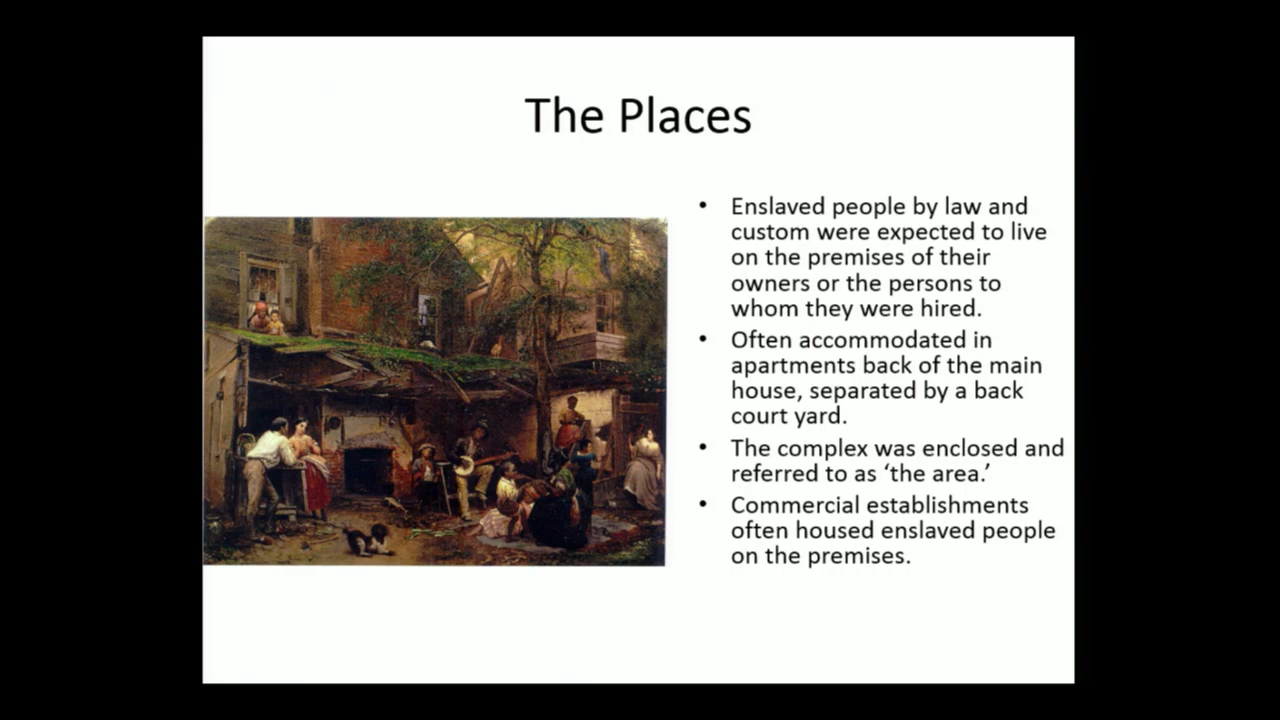 The Places
• Enslaved people by law and
custom were expected to live
on the premises of their
owners or the persons to
whom they were hired.
• Often accommodated in
apartments back of the main
house, separated by a back
court yard.
• The complex was enclosed and
referred to as ‘the area.’
• Commercial establishments
often housed enslaved people
on the premises.